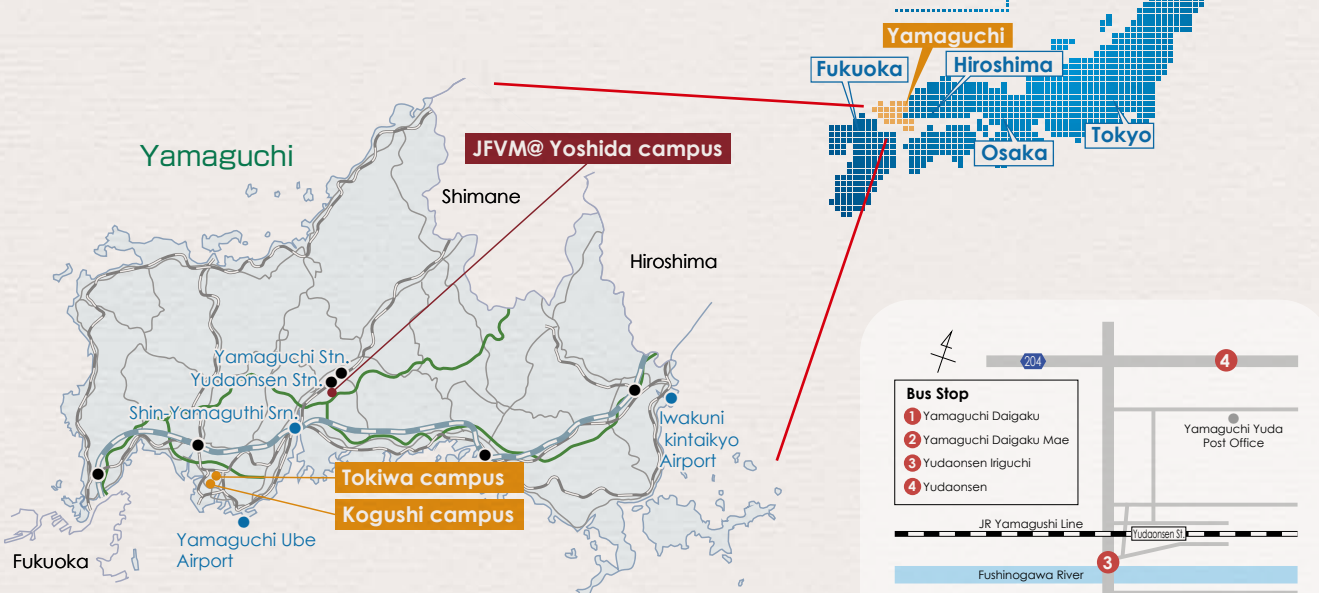 Yamaguchi
Fukuoka
Hiroshima
Tokyo
Osaka
Yamaguchi
JFVM@ Yoshida campus
Shimane
Hiroshima
Yamaguchi Stn.
Yudaonsen Stn.
Shin-Yamaguthi Srn.
Iwakuni
kintaikyo
Airport
Tokiwa campus
Kogushi campus
Yamaguchi Ube
Airport
Fukuoka
204
4
Bus Stop
1 Yamaguchi Daigaku
2 Yamaguchi Daigaku Mae
3 Yudaonsen Iriguchi
4 Yudaonsen
Yamaguchi Yuda
Post Office
JR Yamagushi Line
Yudaonsen St.
3
Fushinogawa River